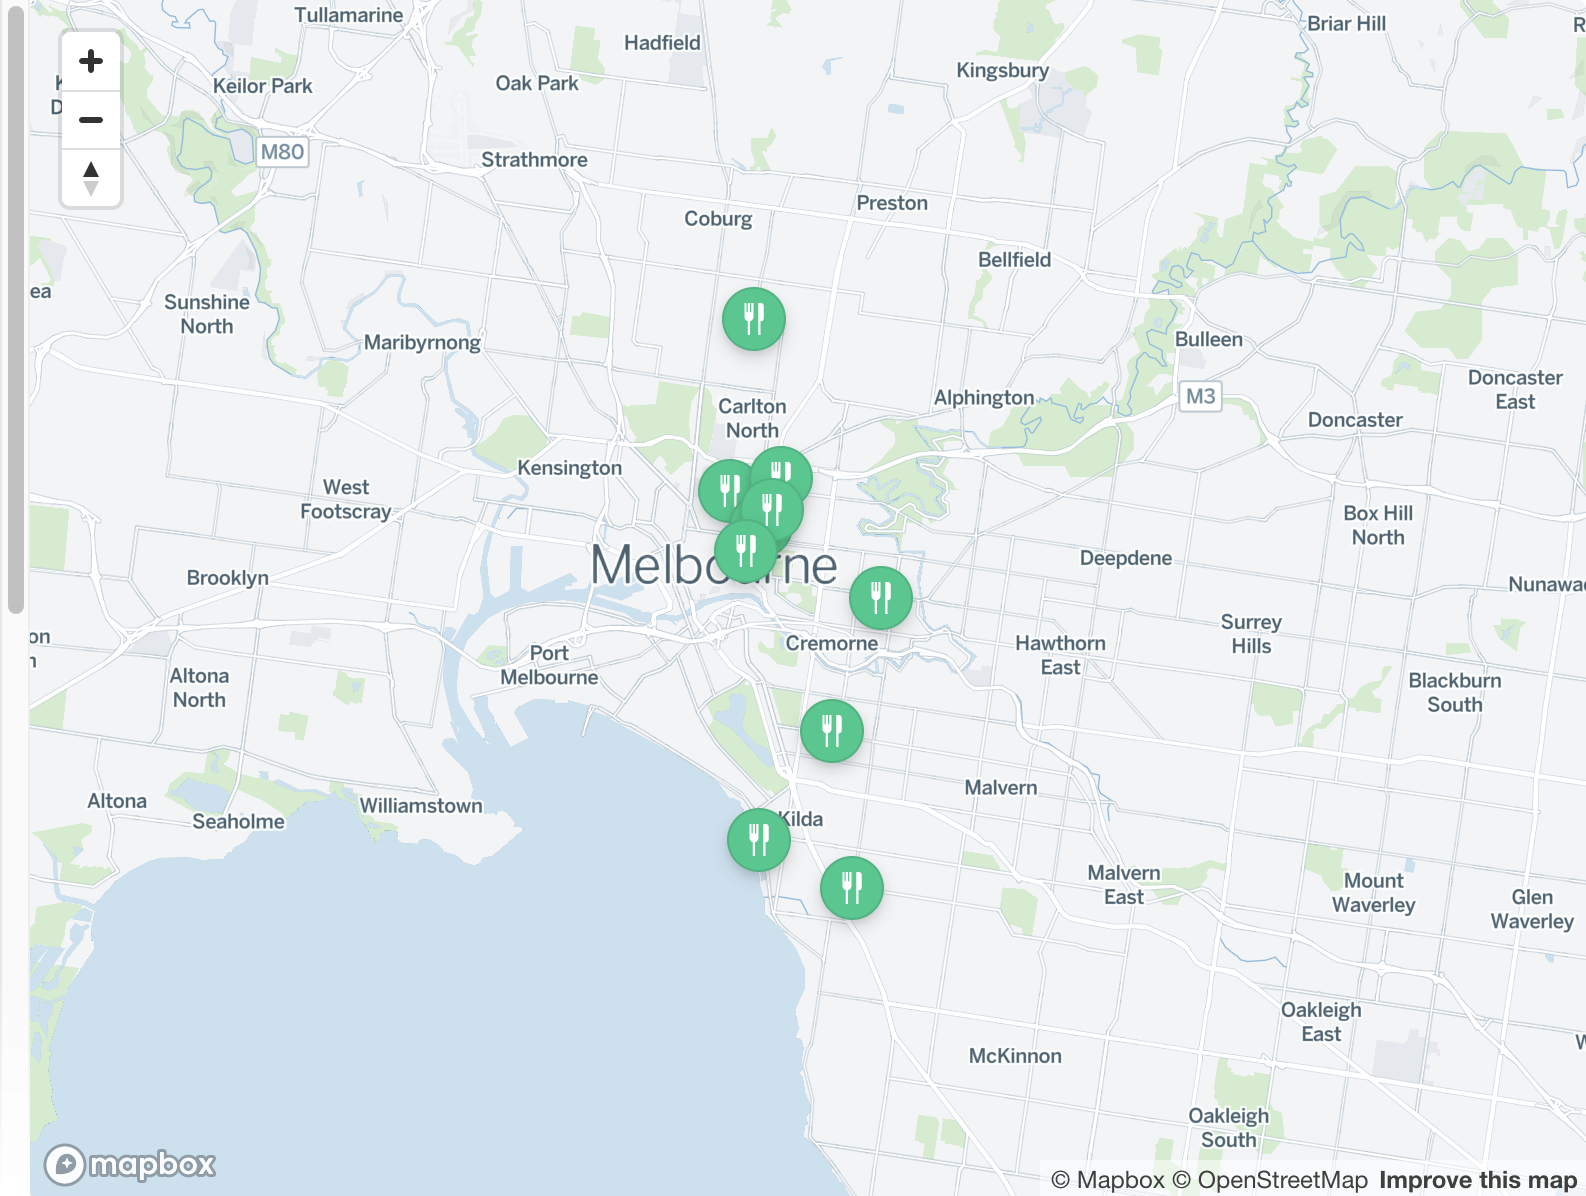 Tullamarine
Briar Hill
R
Hadfield
Kingsbury
Keilor Park
Oak Park
K
D
M80
Strathmore
Preston
Coburg
Bellfield
ea
Sunshine
North
Maribyrnong
Bulleen
Doncaster
East
M3
Alphington
Carlton
North
Doncaster
Kensington
West
Footscray
Box Hill
North
Melbourne
Deepdene
Brooklyn
Nunawa
Surrey
Hills
on
n
Cremorne
Hawthorn
East
Port
Melbourne
Altona
North
Blackburn
South
Malvern
Altona
Williamstown
Seaholme
Kilda
Malvern
East
Mount
Waverley
Glen
Waverley
Oakleigh
East
W
McKinnon
Oakleigh
South
mapbox
© Mapbox © OpenStreetMap Improve this map